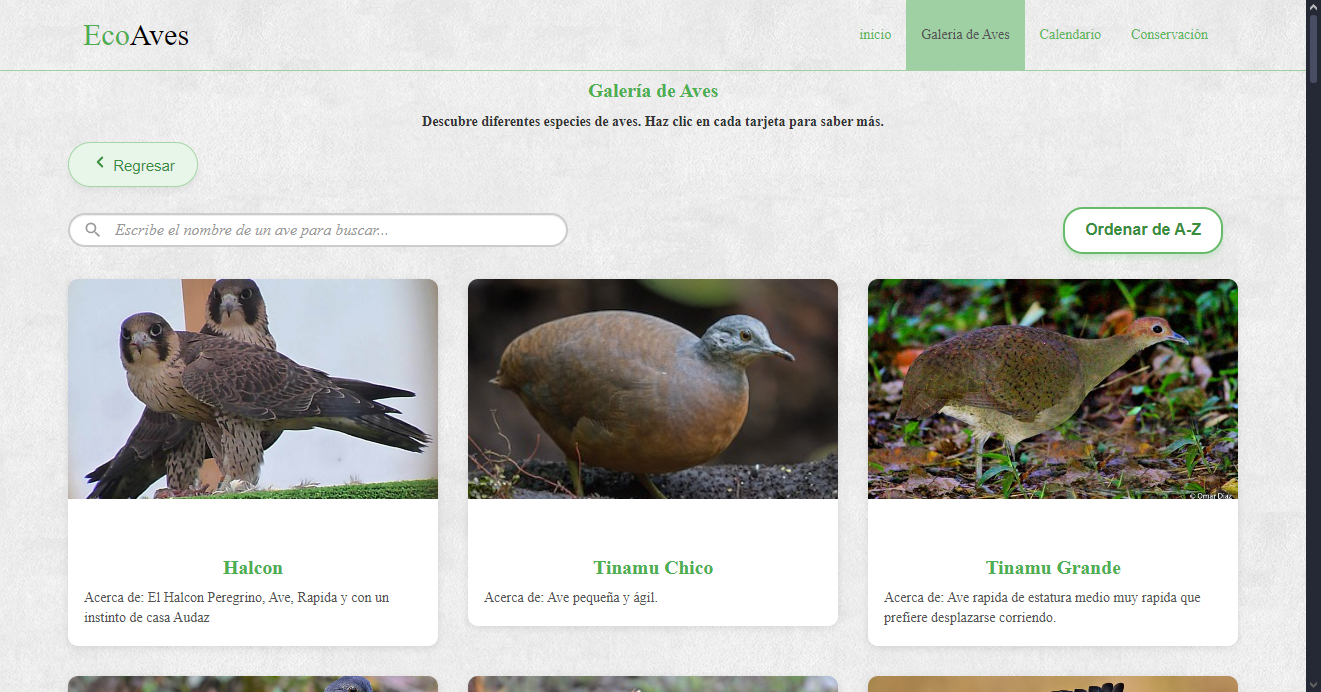 EcoAves
inicio
Galeria de Aves
Calendario
Conservaciòn
Galería de Aves
Descubre diferentes especies de aves. Haz clic en cada tarjeta para saber más.
Regresar
Escribe el nombre de un ave para buscar...
Ordenar de A-Z
© Omar Diaz
Halcon
Acerca de: El Halcon Peregrino, Ave, Rapida y con un
instinto de casa Audaz
Tinamu Chico
Acerca de: Ave pequeña y ágil.
Tinamu Grande
Acerca de: Ave rapida de estatura medio muy rapida que
prefiere desplazarse corriendo.